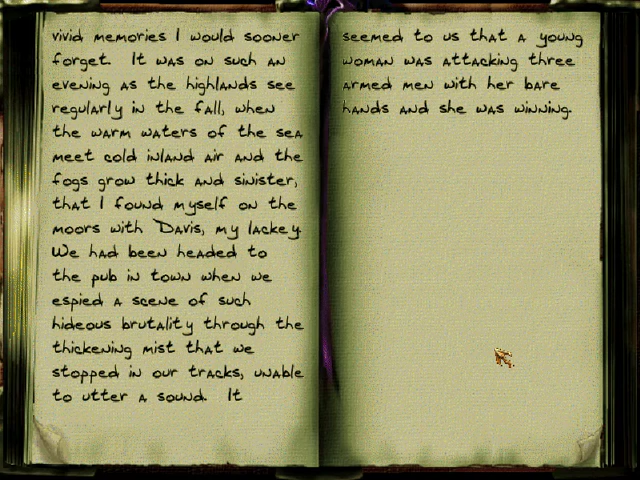 vivid memories I would sooner
forget. It was on such an
evening as the highlands see
regularly in the fall, when
the warm waters of the sea
meet cold inland air and the
fogs grow thick and sinister,
that I found myself on the
moors with Davis, my lackey.
We had been headed to
the pub in town when we
espied a scene of such
hideous brutality through the
thickening mist that we
stopped in our tracks, unable
to utter a sound. It
seemed to us that a young
woman was attacking three
armed men with her bare
hands and she was winning.